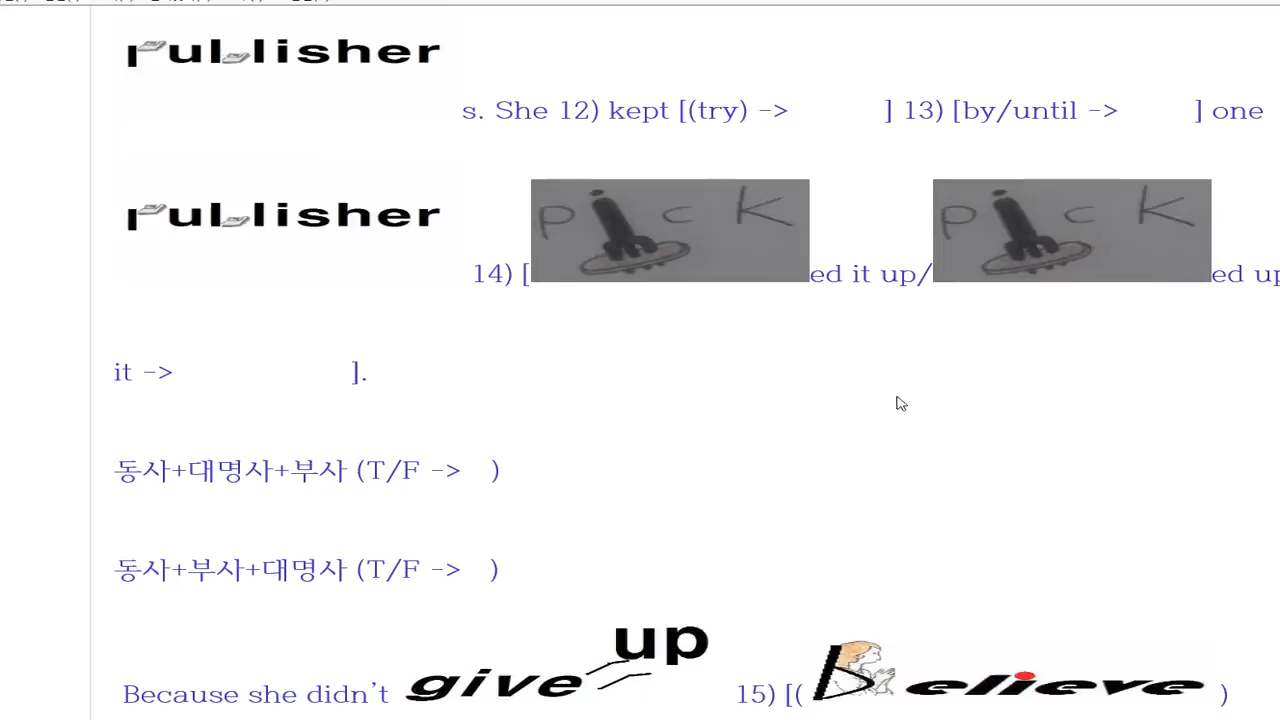 publisher
s. She 12) kept [(try) -> ] 13) [by/until -> ] one
publisher 14) [pick ed it up/pick ed up
it -> ].
동사+대명사+부사 (T/F -> )
동사+부사+대명사 (T/F -> )
Because she didn't give up 15) [( Believe )